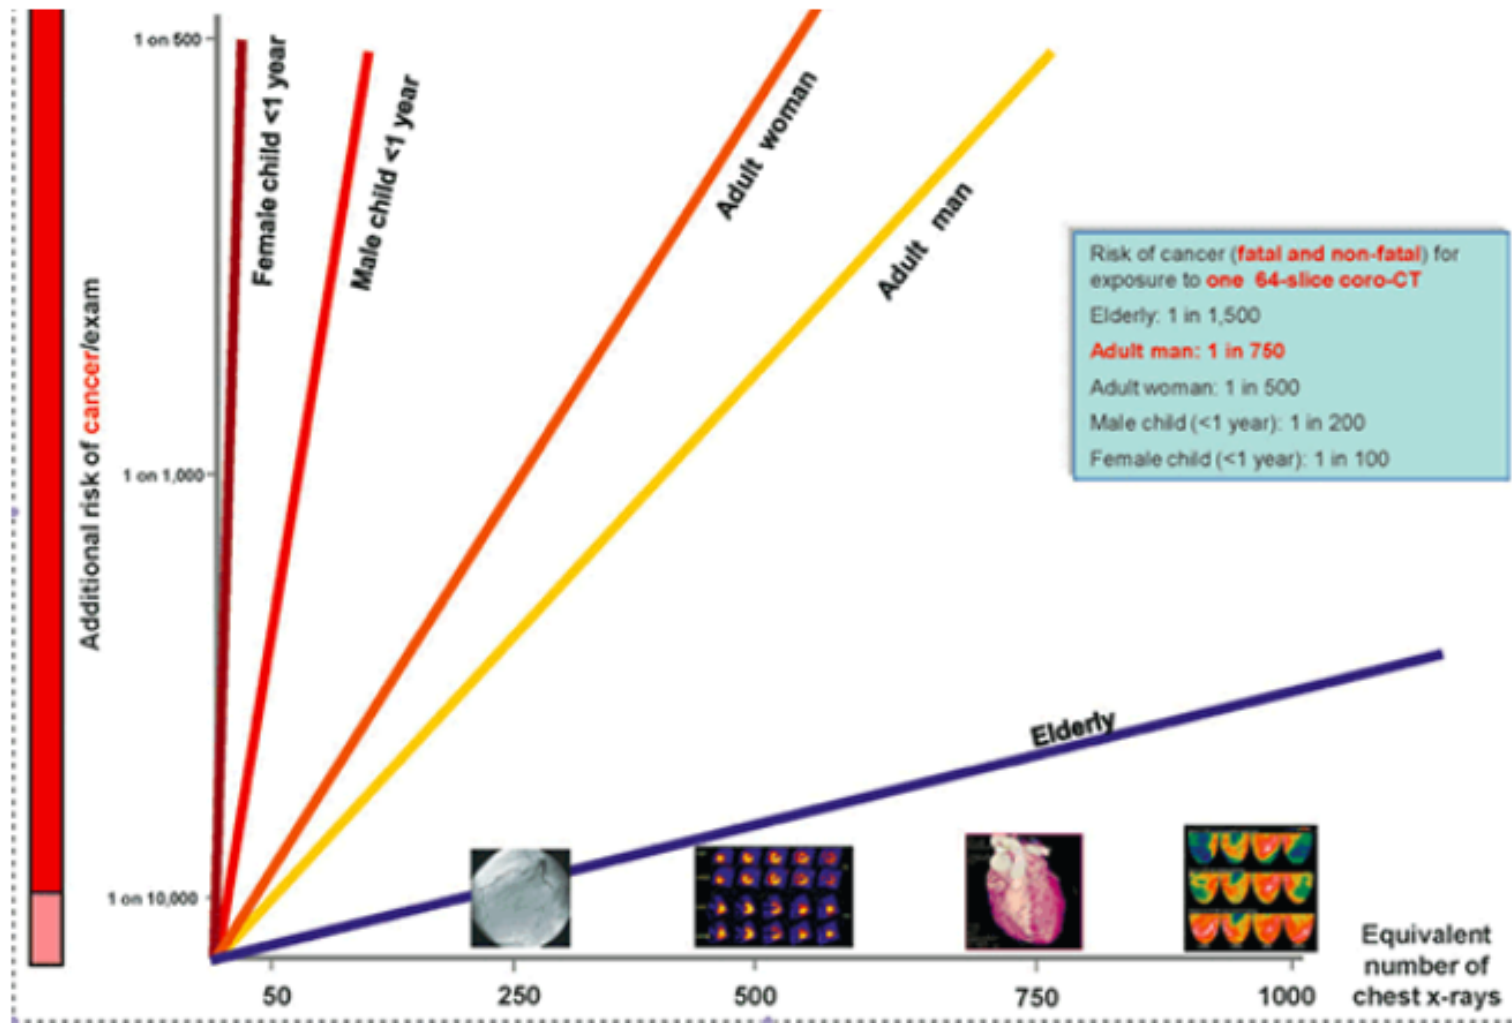 1 on 500
1 on 1,000
1 on 10,000
Additional risk of cancer/exam
Female child <1 year
Male child <1 year
Adult woman
Adult man
Elderly
Risk of cancer (fatal and non-fatal) for
exposure to one 64-slice coro-CT
Elderly: 1 in 1,500
Adult man: 1 in 750
Adult woman: 1 in 500
Male child (<1 year): 1 in 200
Female child (<1 year): 1 in 100
50
250
500
750
1000
Equivalent
number of
chest x-rays